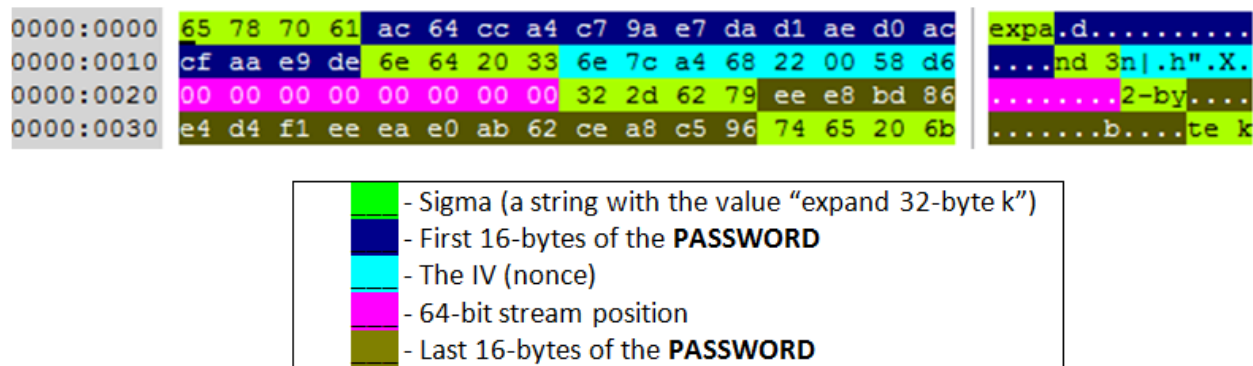 0000:0000 65 78 70 61 ac 64 cc a4 c7 9a e7 da d1 ae d0 ac expa.d..........
0000:0010 cf aa e9 de 6e 64 20 33 6e 7c a4 68 22 00 58 d6 ....nd 3n|.h".X.
0000:0020 00 00 00 00 00 00 00 00 32 2d 62 79 ee e8 bd 86 ........2-by....
0000:0030 e4 d4 f1 ee ea e0 ab 62 ce a8 c5 96 74 65 20 6b .......b....te k
___ - Sigma (a string with the value “expand 32-byte k”)
___ - First 16-bytes of the PASSWORD
___ - The IV (nonce)
___ - 64-bit stream position
___ - Last 16-bytes of the PASSWORD